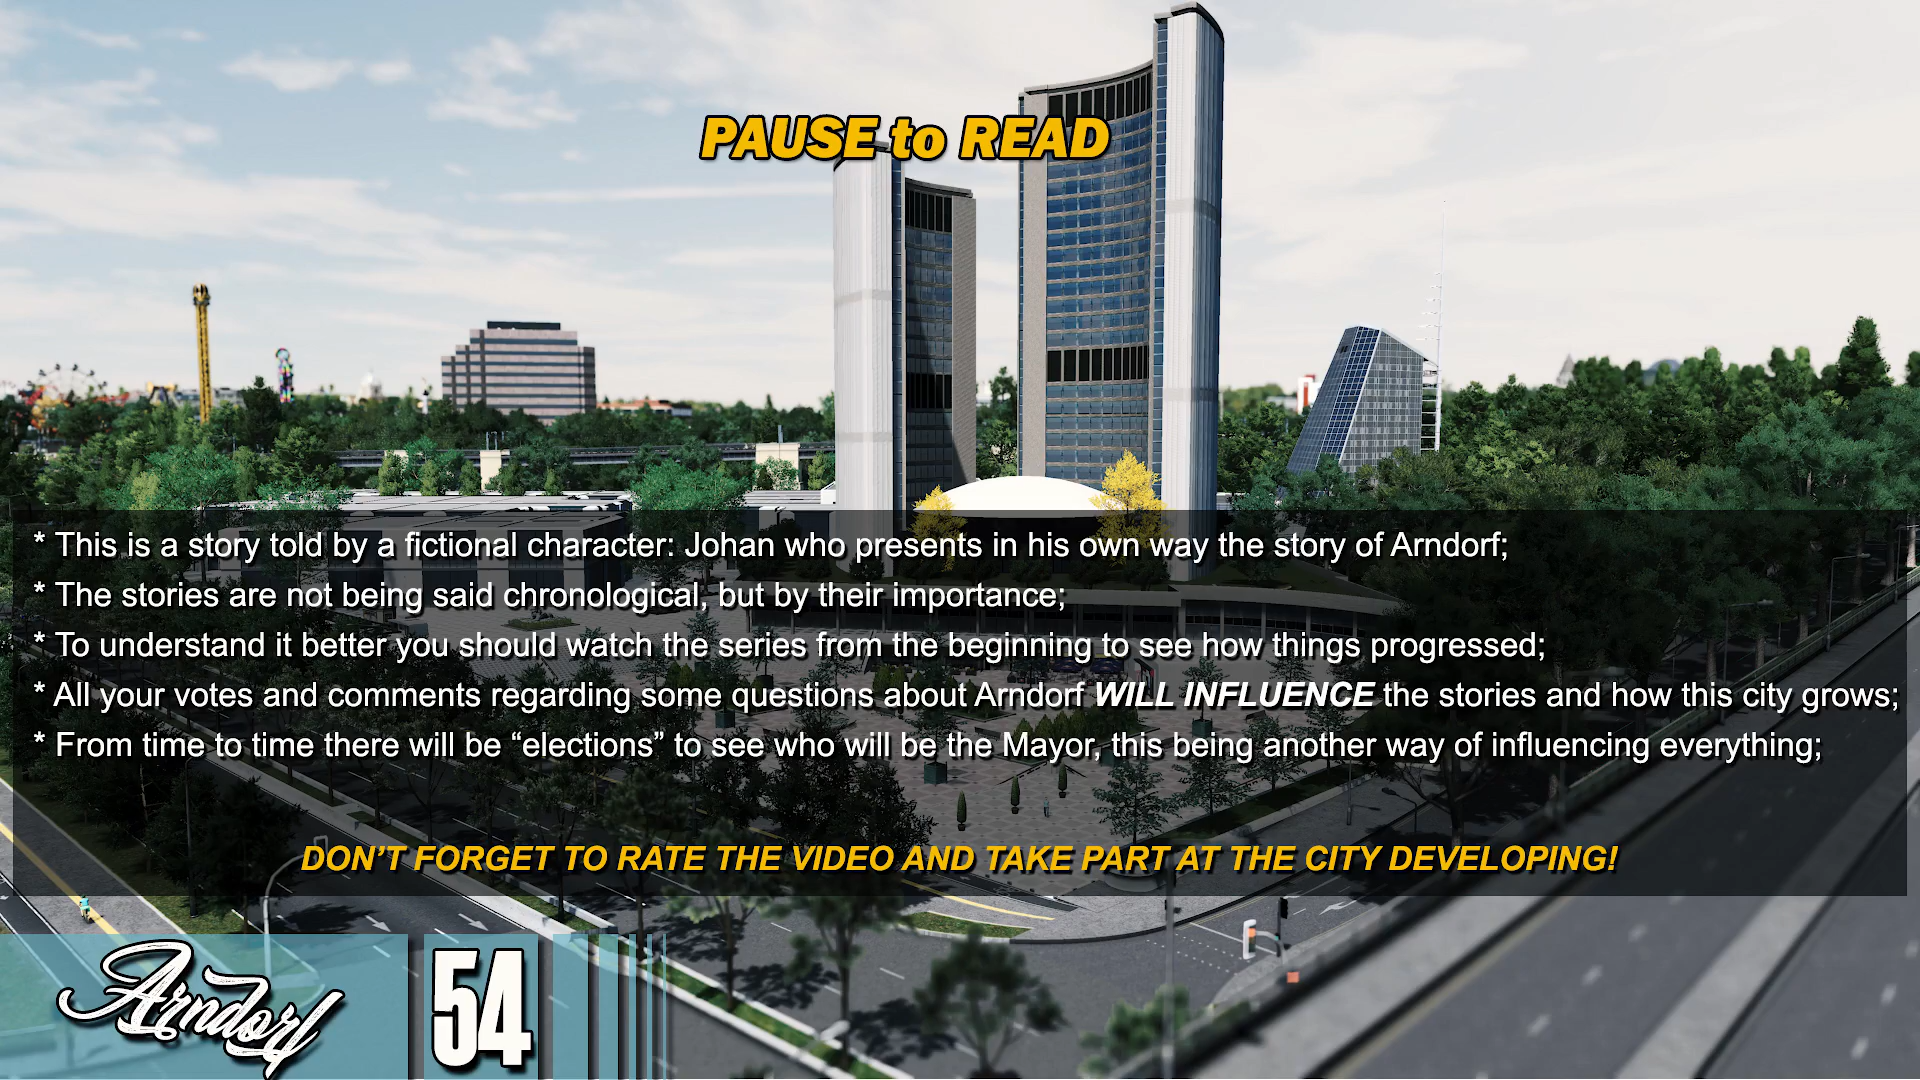 PAUSE to READ
* This is a story told by a fictional character: Johan who presents in his own way the story of Arndorf;
* The stories are not being said chronological, but by their importance;
* To understand it better you should watch the series from the beginning to see how things progressed;
* All your votes and comments regarding some questions about Arndorf WILL INFLUENCE the stories and how this city grows;
* From time to time there will be “elections” to see who will be the Mayor, this being another way of influencing everything;
DON’T FORGET TO RATE THE VIDEO AND TAKE PART AT THE CITY DEVELOPING!
Arndorf 54